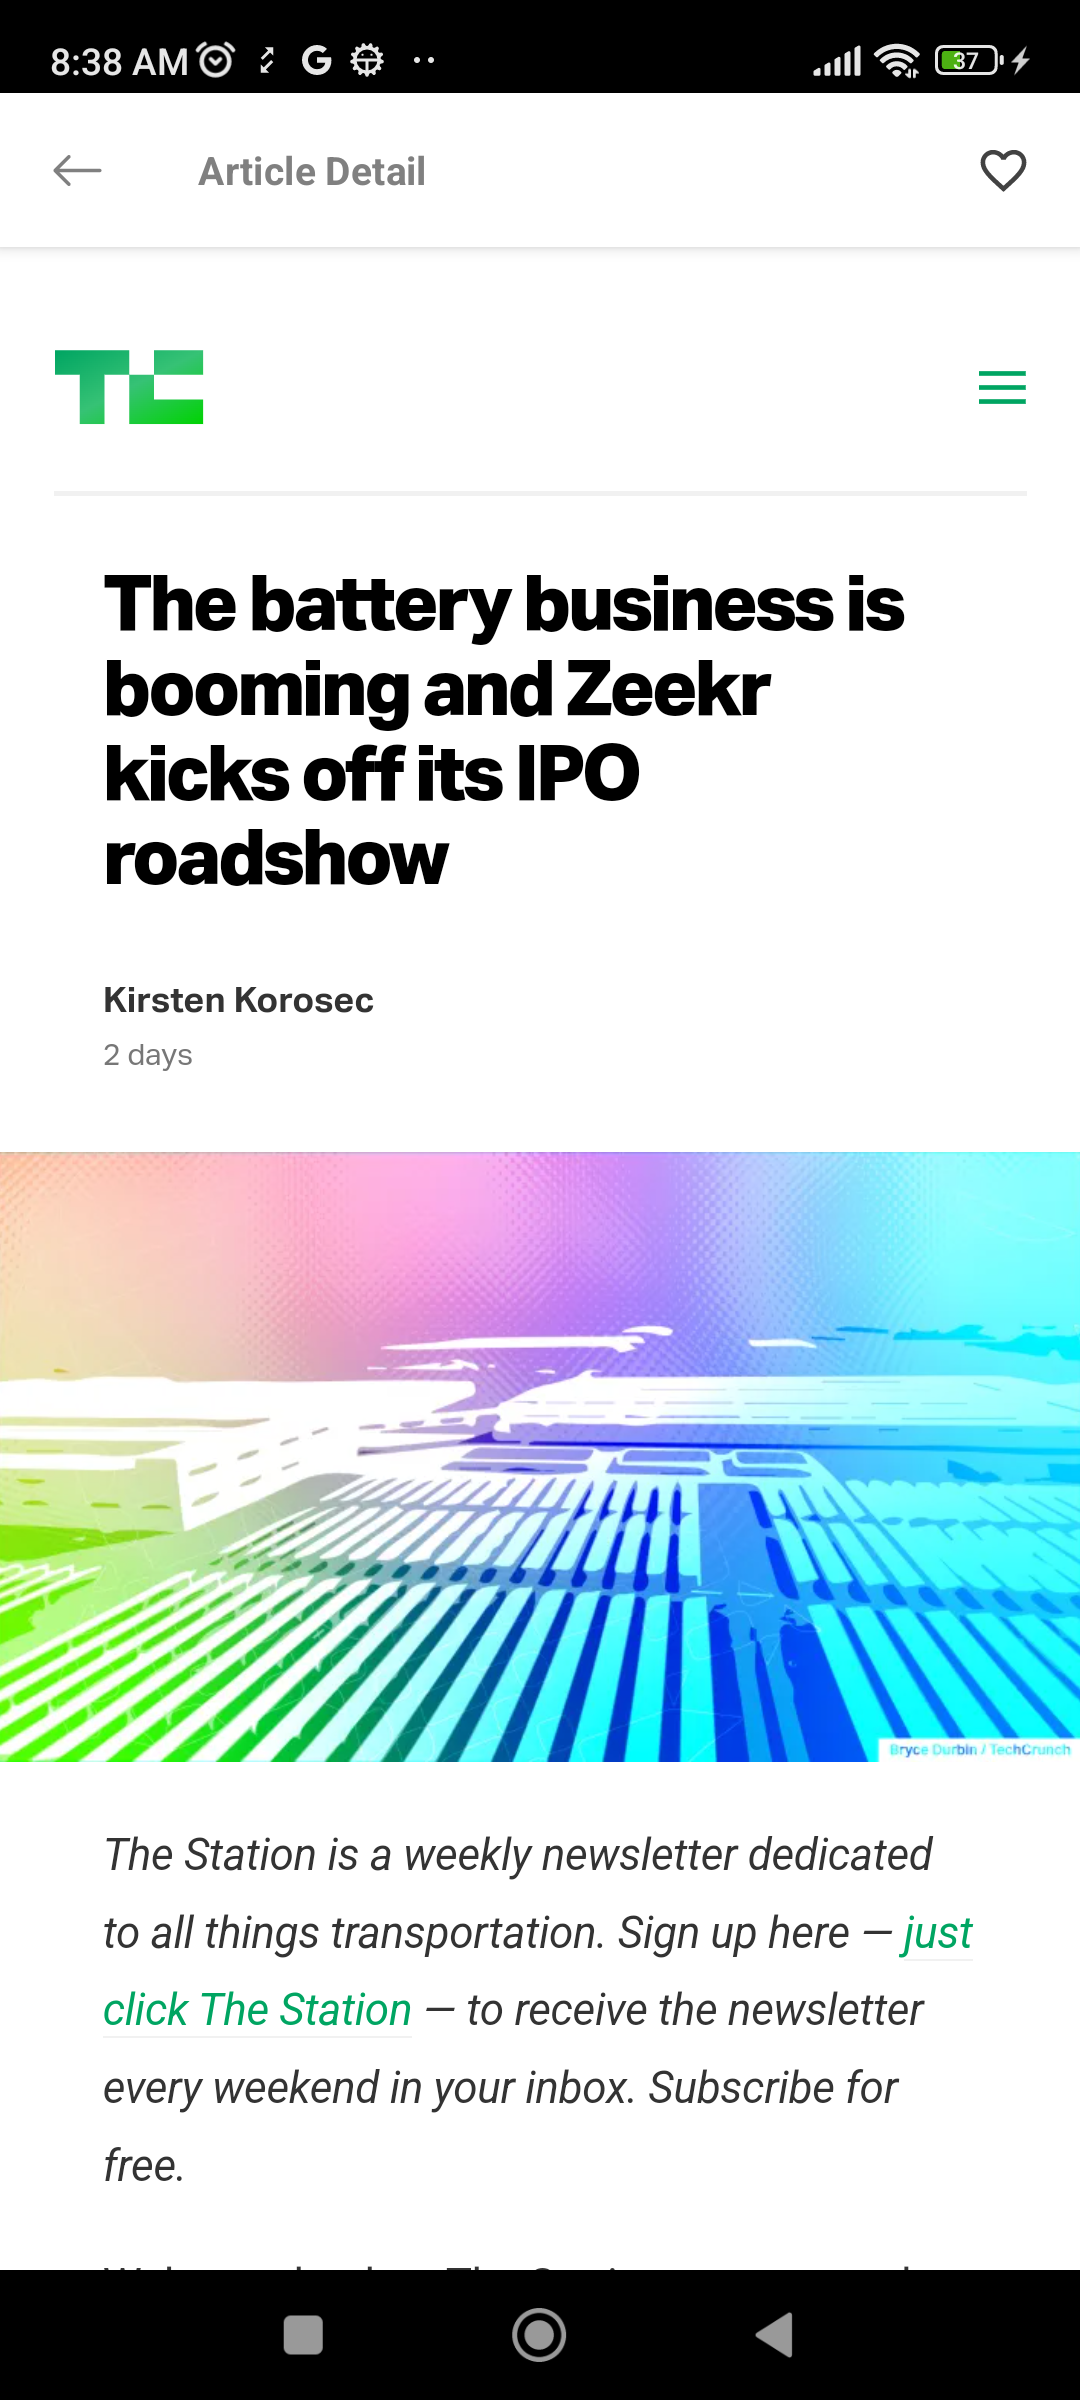 8:38 AM
37
Article Detail
TC
The battery business is
booming and Zeekr
kicks off its IPO
roadshow
Kirsten Korosec
2 days
Bryce Durbin / TechCrunch
The Station is a weekly newsletter dedicated
to all things transportation. Sign up here — just
click The Station — to receive the newsletter
every weekend in your inbox. Subscribe for
free.